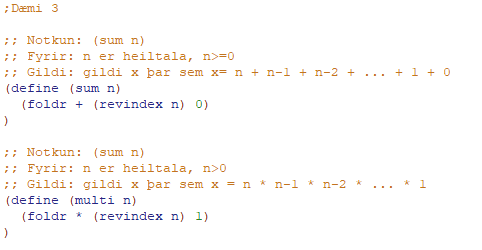 ;Dæmi 3
;; Notkun: (sum n)
;; Fyrir: n er heiltala, n>=0
;; Gildi: gildi x þar sem x= n + n-1 + n-2 + ... + 1 + 0
(define (sum n)
  (foldr + (revindex n) 0)
)
;; Notkun: (sum n)
;; Fyrir: n er heiltala, n>0
;; Gildi: gildi x þar sem x = n * n-1 * n-2 * ... * 1
(define (multi n)
  (foldr * (revindex n) 1)
)